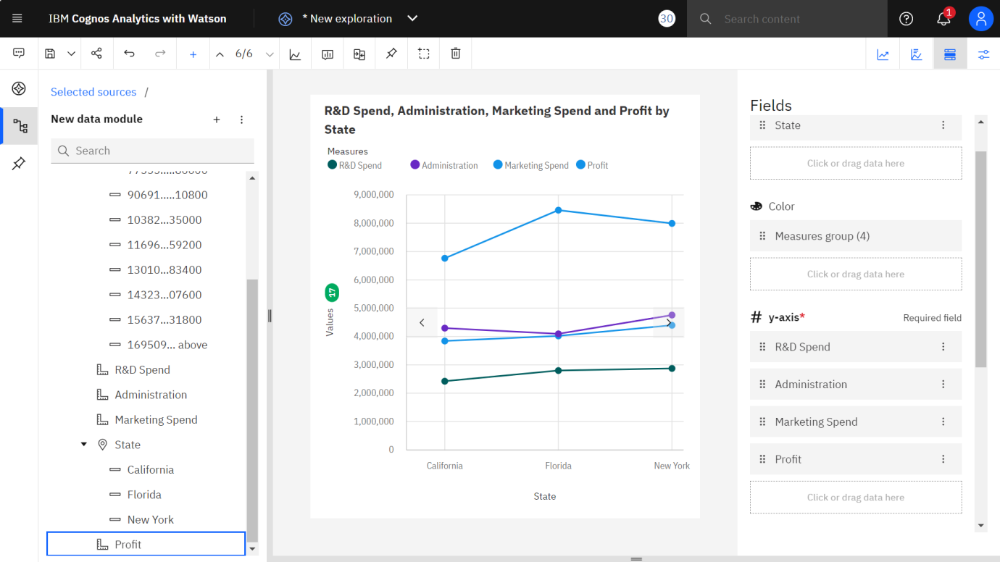 IBM Cognos Analytics with Watson
* New exploration
30
Search content
1
6/6
Selected sources /
New data module
Search
90691.....10800
10382...35000
11696...59200
13010...83400
14323...07600
15637...31800
169509... above
R&D Spend
Administration
Marketing Spend
State
California
Florida
New York
Profit
R&D Spend, Administration, Marketing Spend and Profit by
State
Measures
R&D Spend
Administration
Marketing Spend
Profit
9,000,000
8,000,000
7,000,000
6,000,000
5,000,000
4,000,000
3,000,000
2,000,000
1,000,000
0
17
Values
California
Florida
New York
State
Fields
State
Click or drag data here
Color
Measures group (4)
Click or drag data here
# y-axis*
Required field
R&D Spend
Administration
Marketing Spend
Profit
Click or drag data here